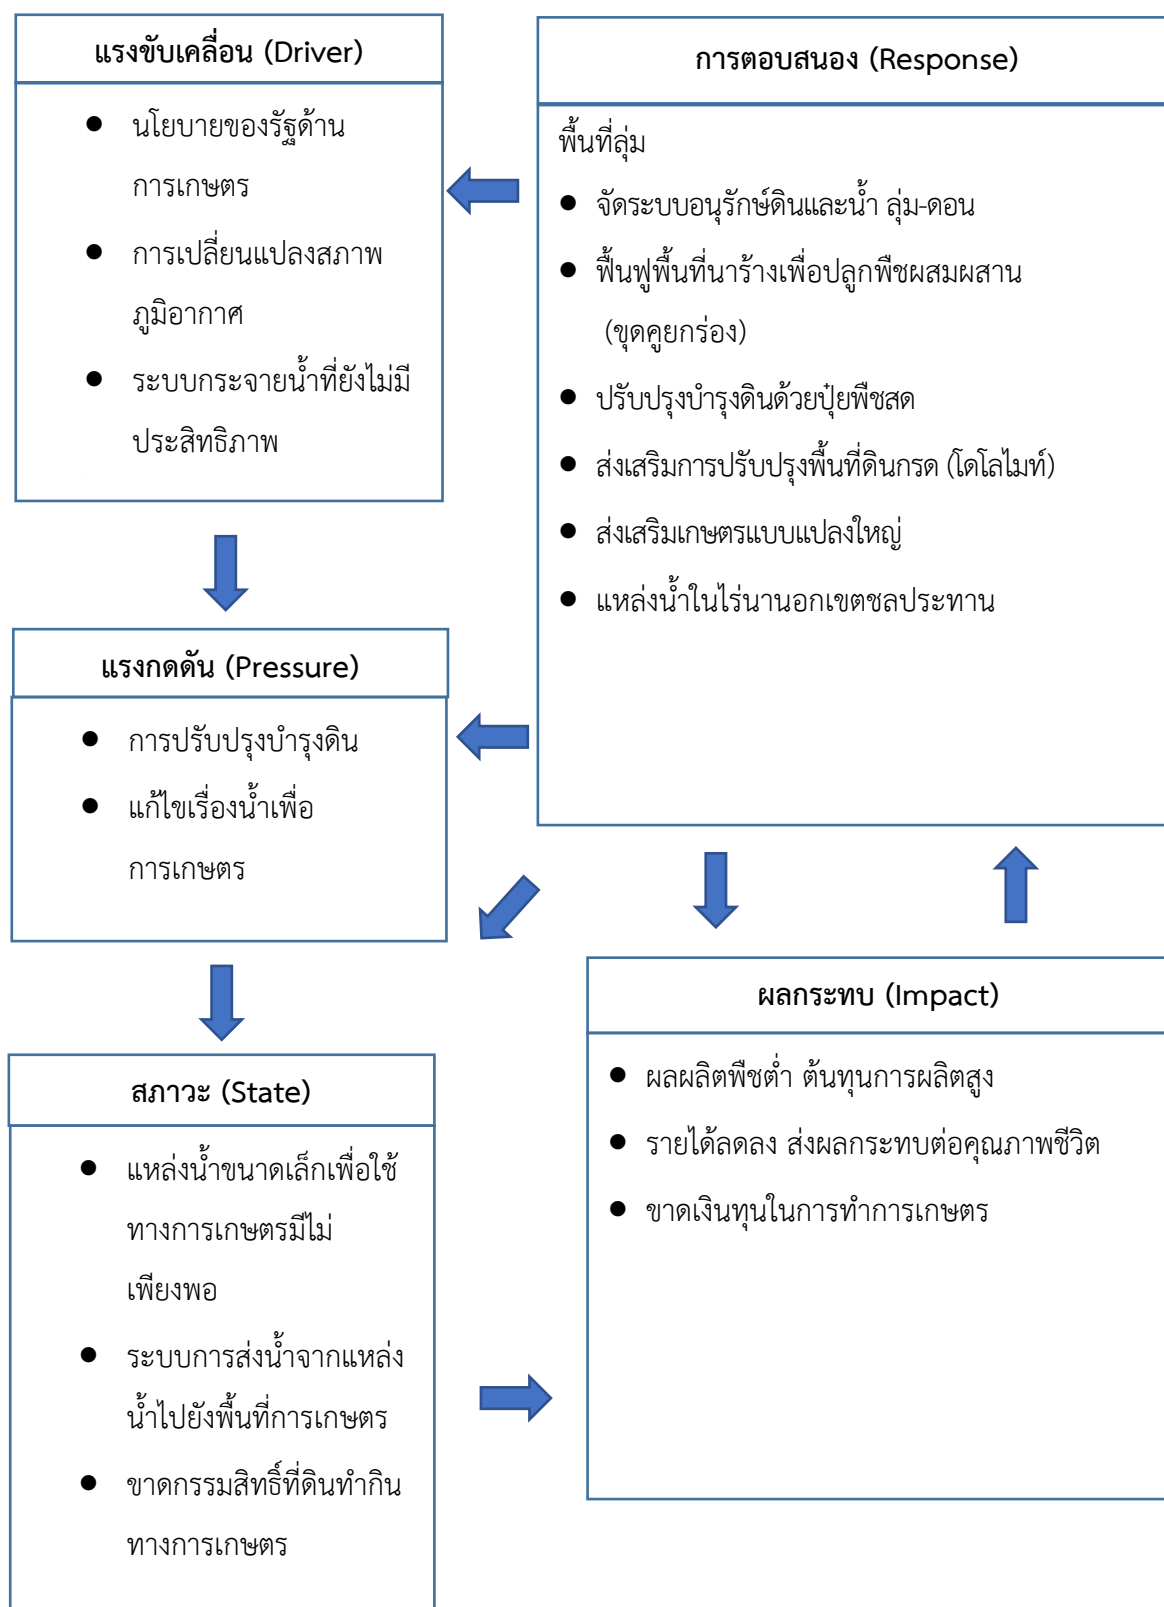 แรงขับเคลื่อน (Driver)
● นโยบายของรัฐด้าน
การเกษตร
● การเปลี่ยนแปลงสภาพ
ภูมิอากาศ
● ระบบกระจายน้ำที่ยังไม่มี
ประสิทธิภาพ
การตอบสนอง (Response)
พื้นที่ลุ่ม
● จัดระบบอนุรักษ์ดินและน้ำ ลุ่ม-ดอน
● ฟื้นฟูพื้นที่นาร้างเพื่อปลูกพืชผสมผสาน
(ขุดคูยกร่อง)
● ปรับปรุงบำรุงดินด้วยปุ๋ยพืชสด
● ส่งเสริมการปรับปรุงพื้นที่ดินกรด (โดโลไมท์)
● ส่งเสริมเกษตรแบบแปลงใหญ่
● แหล่งน้ำในไร่นานอกเขตชลประทาน
แรงกดดัน (Pressure)
● การปรับปรุงบำรุงดิน
● แก้ไขเรื่องน้ำเพื่อ
การเกษตร
สภาวะ (State)
● แหล่งน้ำขนาดเล็กเพื่อใช้
ทางการเกษตรมีไม่
เพียงพอ
● ระบบการส่งน้ำจากแหล่ง
น้ำไปยังพื้นที่การเกษตร
● ขาดกรรมสิทธิ์ที่ดินทำกิน
ทางการเกษตร
ผลกระทบ (Impact)
● ผลผลิตพืชต่ำ ต้นทุนการผลิตสูง
● รายได้ลดลง ส่งผลกระทบต่อคุณภาพชีวิต
● ขาดเงินทุนในการทำการเกษตร